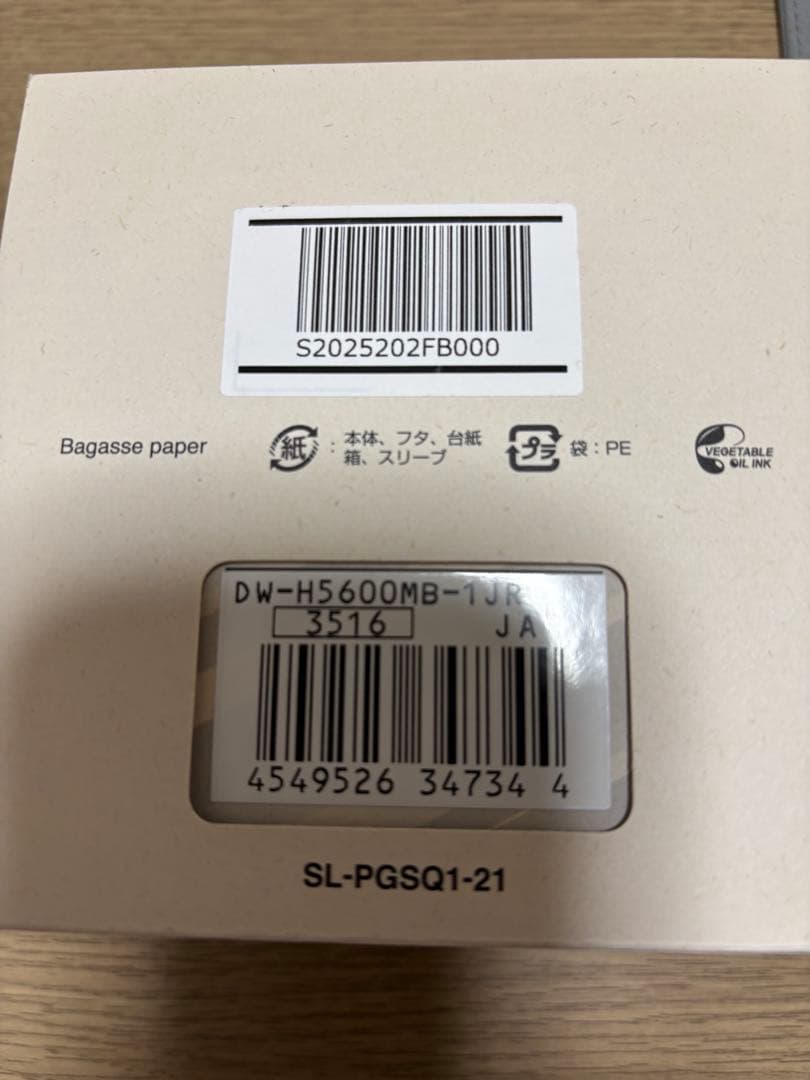 S2025202FB000
Bagasse paper
紙 : 本体、フタ、台紙
箱、スリーブ
プラ 袋 : PE
VEGETABLE
OIL INK
DW-H5600MB-1JR
3516 JA
4549526 34734 4
SL-PGSQ1-21